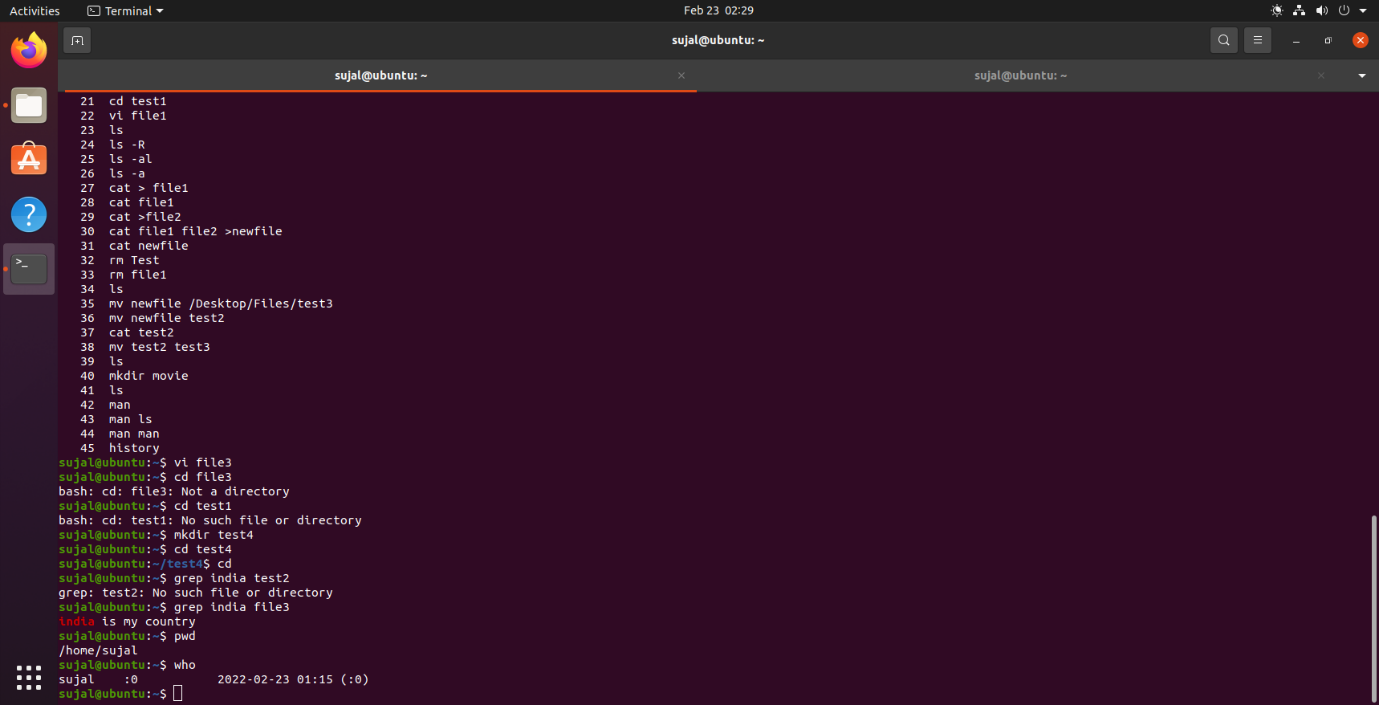 Activities Terminal Feb 23 02:29
sujal@ubuntu: ~
sujal@ubuntu: ~ sujal@ubuntu: ~
21 cd test1
22 vi file1
23 ls
24 ls -R
25 ls -al
26 ls -a
27 cat > file1
28 cat file1
29 cat >file2
30 cat file1 file2 >newfile
31 cat newfile
32 rm Test
33 rm file1
34 ls
35 mv newfile /Desktop/Files/test3
36 mv newfile test2
37 cat test2
38 mv test2 test3
39 ls
40 mkdir movie
41 ls
42 man
43 man ls
44 man man
45 history
sujal@ubuntu:~$ vi file3
sujal@ubuntu:~$ cd file3
bash: cd: file3: Not a directory
sujal@ubuntu:~$ cd test1
bash: cd: test1: No such file or directory
sujal@ubuntu:~$ mkdir test4
sujal@ubuntu:~$ cd test4
sujal@ubuntu:~/test4$ cd
sujal@ubuntu:~$ grep india test2
grep: test2: No such file or directory
sujal@ubuntu:~$ grep india file3
india is my country
sujal@ubuntu:~$ pwd
/home/sujal
sujal@ubuntu:~$ who
sujal :0 2022-02-23 01:15 (:0)
sujal@ubuntu:~$